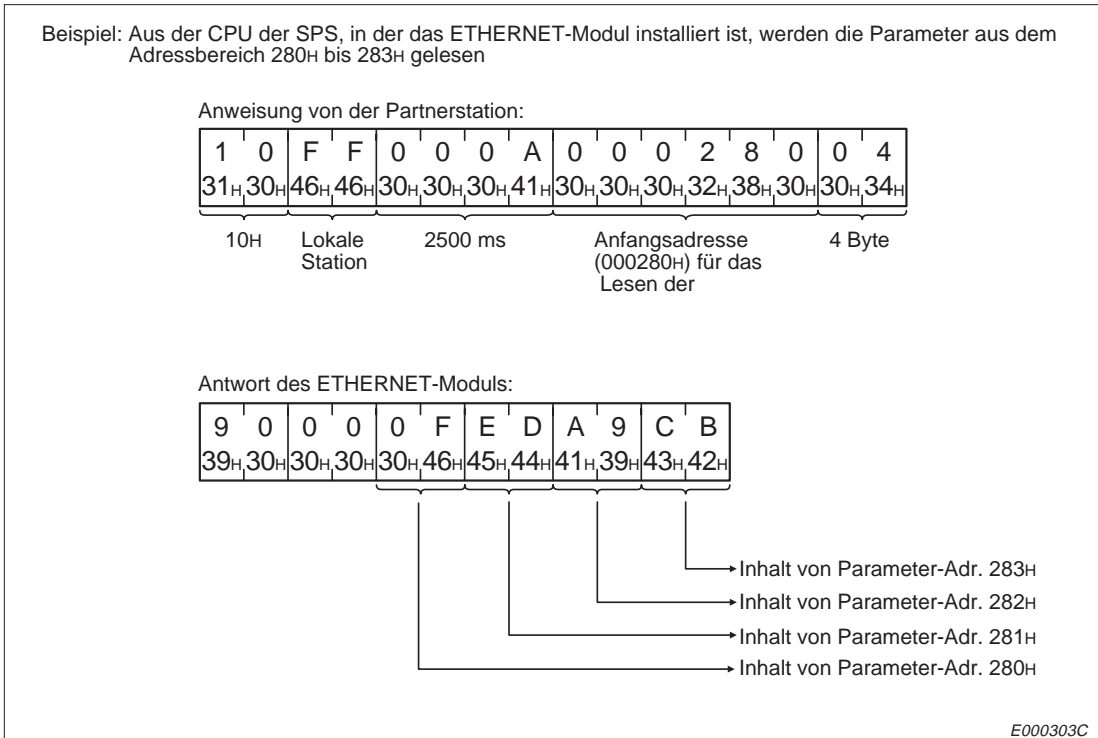 Beispiel: Aus der CPU der SPS, in der das ETHERNET-Modul installiert ist, werden die Parameter aus dem
Adressbereich 280H bis 283H gelesen
Anweisung von der Partnerstation:
1 0 F F 0 0 0 A 0 0 0 2 8 0 0 4
31H 30H 46H 46H 30H 30H 30H 41H 30H 30H 30H 32H 38H 30H 30H 34H
10H Lokale 2500 ms Anfangsadresse 4 Byte
Station (000280H) für das
Lesen der
Antwort des ETHERNET-Moduls:
9 0 0 0 0 F E D A 9 C B
39H 30H 30H 30H 30H 46H 45H 44H 41H 39H 43H 42H
Inhalt von Parameter-Adr. 283H
Inhalt von Parameter-Adr. 282H
Inhalt von Parameter-Adr. 281H
Inhalt von Parameter-Adr. 280H
E000303C